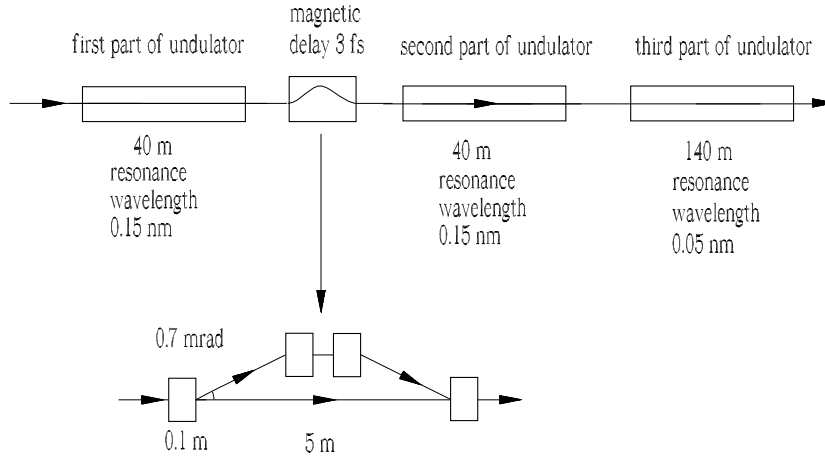 magnetic
delay 3 fs
first part of undulator
second part of undulator
third part of undulator
40 m
resonance
wavelength
0.15 nm
40 m
resonance
wavelength
0.15 nm
140 m
resonance
wavelength
0.05 nm
0.7 mrad
0.1 m
5 m